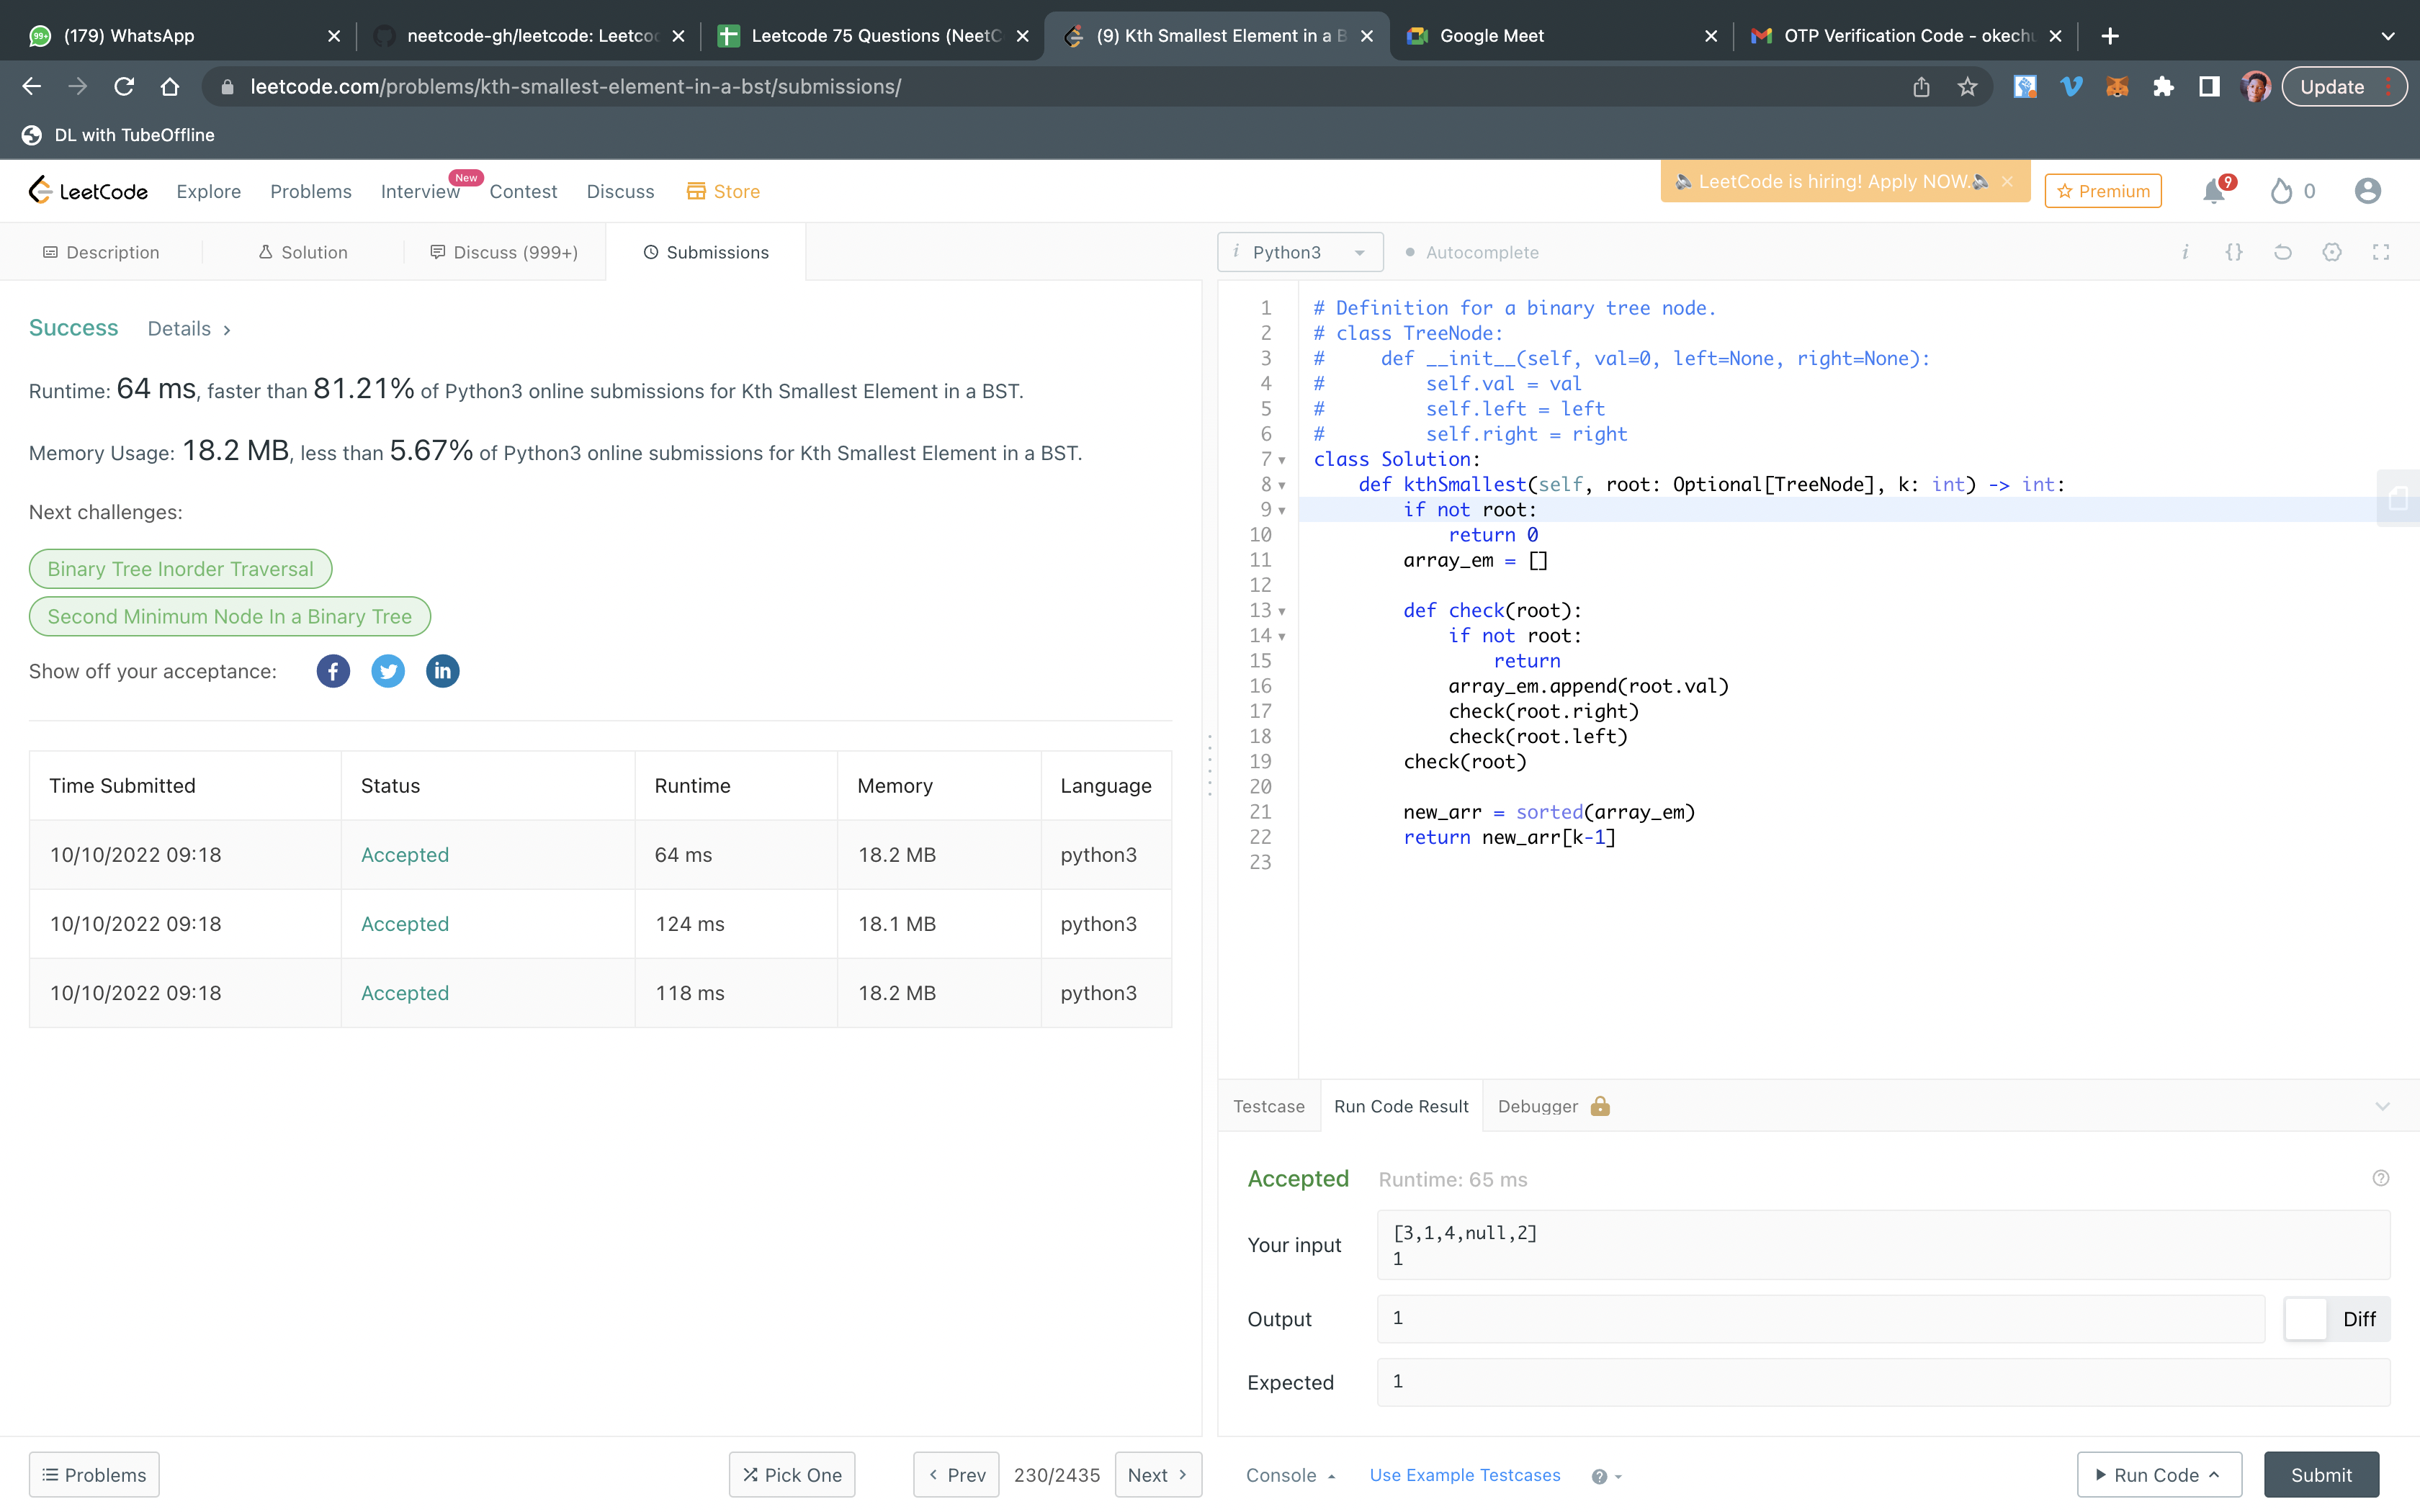 (179) WhatsApp
neetcode-gh/leetcode: Leetco
Leetcode 75 Questions (NeetC
(9) Kth Smallest Element in a B
Google Meet
OTP Verification Code - okechu
leetcode.com/problems/kth-smallest-element-in-a-bst/submissions/
Update
DL with TubeOffline
LeetCode
Explore
Problems
Interview
New
Contest
Discuss
Store
LeetCode is hiring! Apply NOW.
Premium
9
0
Description
Solution
Discuss (999+)
Submissions
i Python3
Autocomplete
i {}
Success
Details >
Runtime: 64 ms, faster than 81.21% of Python3 online submissions for Kth Smallest Element in a BST.
Memory Usage: 18.2 MB, less than 5.67% of Python3 online submissions for Kth Smallest Element in a BST.
Next challenges:
Binary Tree Inorder Traversal
Second Minimum Node In a Binary Tree
Show off your acceptance:
Time Submitted Status Runtime Memory Language
10/10/2022 09:18 Accepted 64 ms 18.2 MB python3
10/10/2022 09:18 Accepted 124 ms 18.1 MB python3
10/10/2022 09:18 Accepted 118 ms 18.2 MB python3
1 # Definition for a binary tree node.
2 # class TreeNode:
3 #     def __init__(self, val=0, left=None, right=None):
4 #         self.val = val
5 #         self.left = left
6 #         self.right = right
7 class Solution:
8     def kthSmallest(self, root: Optional[TreeNode], k: int) -> int:
9         if not root:
10             return 0
11         array_em = []
12
13         def check(root):
14             if not root:
15                 return
16             array_em.append(root.val)
17             check(root.right)
18             check(root.left)
19         check(root)
20
21         new_arr = sorted(array_em)
22         return new_arr[k-1]
23
Testcase
Run Code Result
Debugger
Accepted
Runtime: 65 ms
Your input
[3,1,4,null,2]
1
Output
1
Diff
Expected
1
Problems
Pick One
< Prev
230/2435
Next >
Console
Use Example Testcases
Run Code
Submit